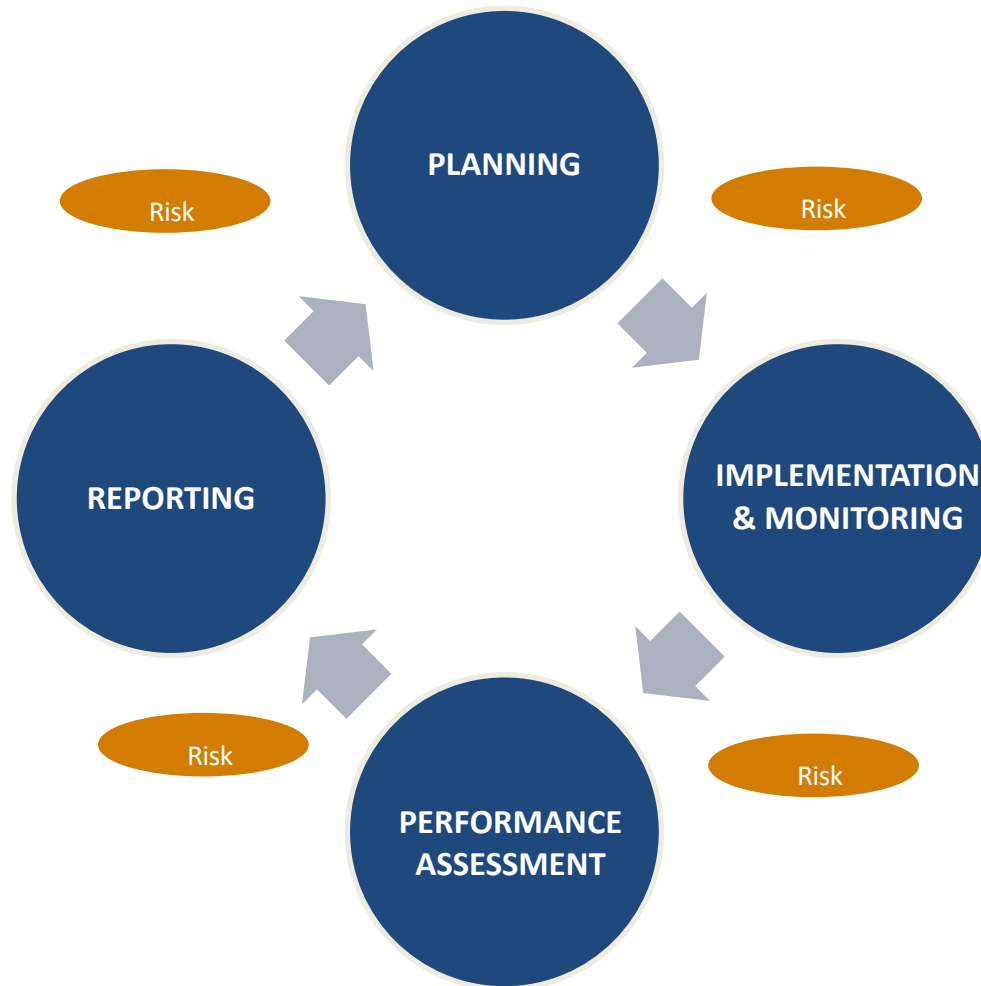 PLANNING
Risk
Risk
REPORTING
IMPLEMENTATION
& MONITORING
Risk
Risk
PERFORMANCE
ASSESSMENT